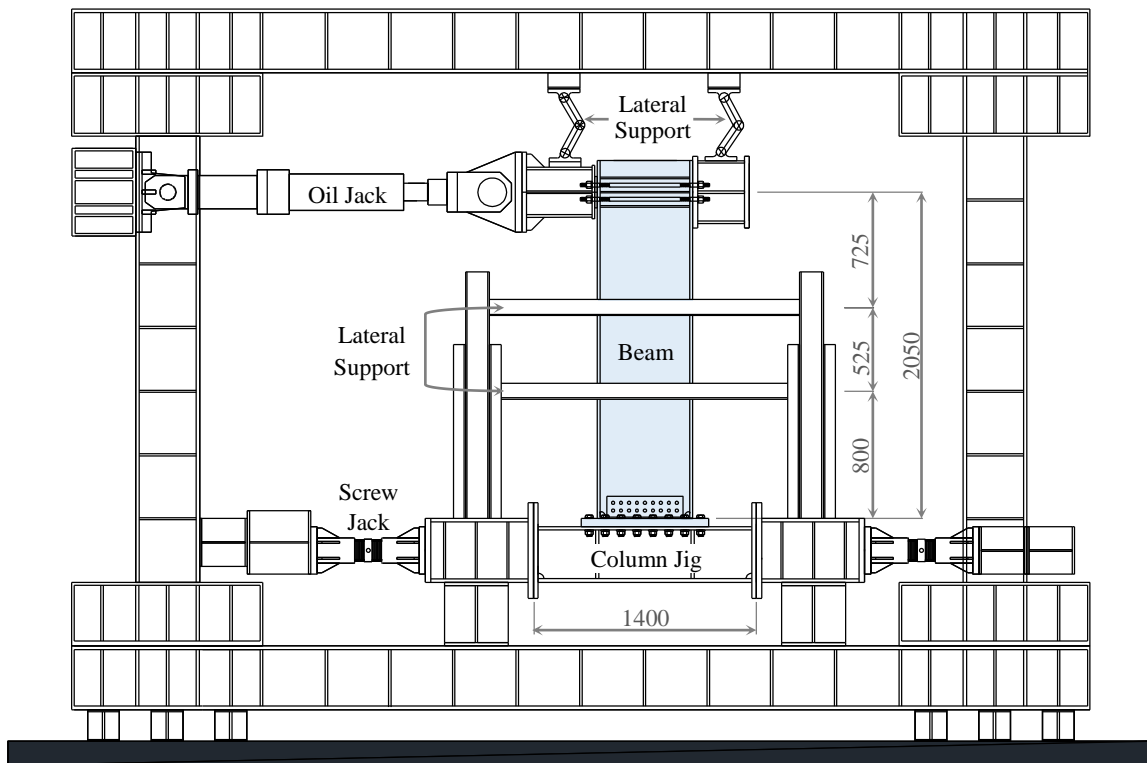 Lateral
Support
Oil Jack
725
Lateral
Support
Beam
525
2050
800
Screw
Jack
Column Jig
1400